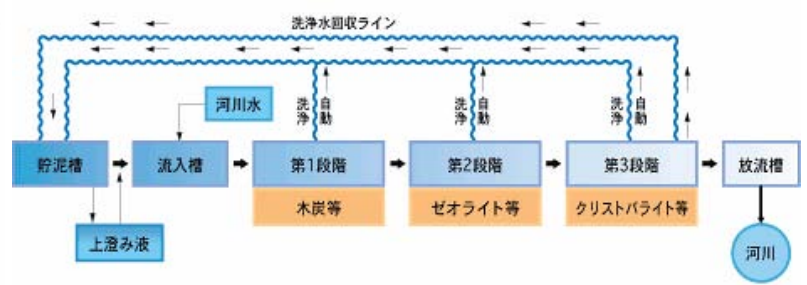 洗浄水回収ライン
河川水
自動洗浄
自動洗浄
自動洗浄
貯泥槽
流入槽
第1段階
第2段階
第3段階
放流槽
木炭等
ゼオライト等
クリストバライト等
上澄み液
河川